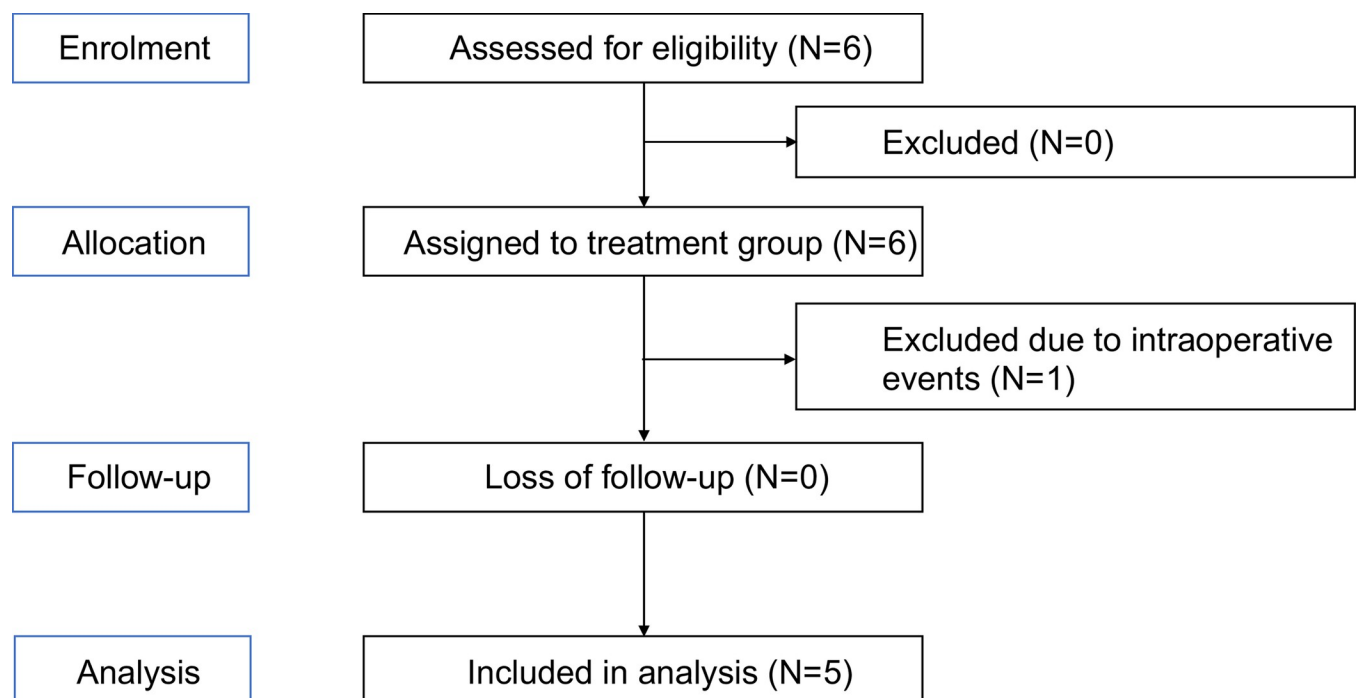 Enrolment
Assessed for eligibility (N=6)
Excluded (N=0)
Allocation
Assigned to treatment group (N=6)
Excluded due to intraoperative
events (N=1)
Follow-up
Loss of follow-up (N=0)
Analysis
Included in analysis (N=5)